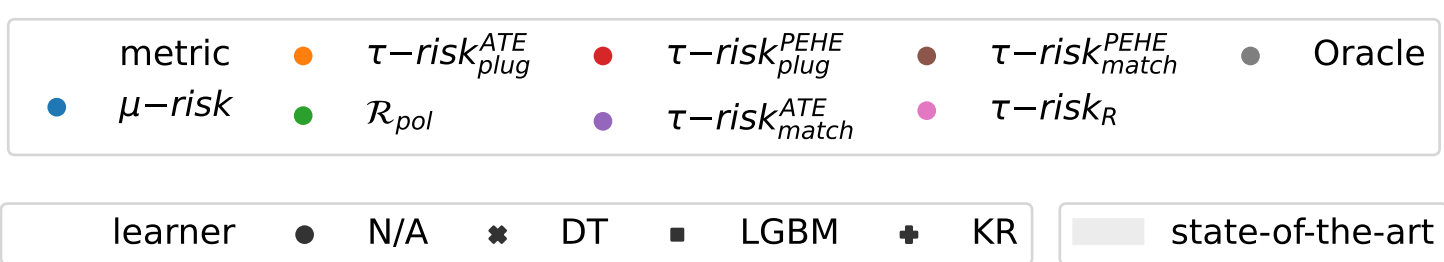 metric τ−risk^{ATE}_{plug} τ−risk^{PEHE}_{plug} τ−risk^{PEHE}_{match} Oracle
μ−risk ℛ_{pol} τ−risk^{ATE}_{match} τ−risk_{R}
learner N/A DT LGBM KR state-of-the-art